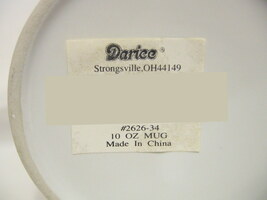 Darice
Strongsville,OH44149
#2626-34
10 OZ MUG
Made In China